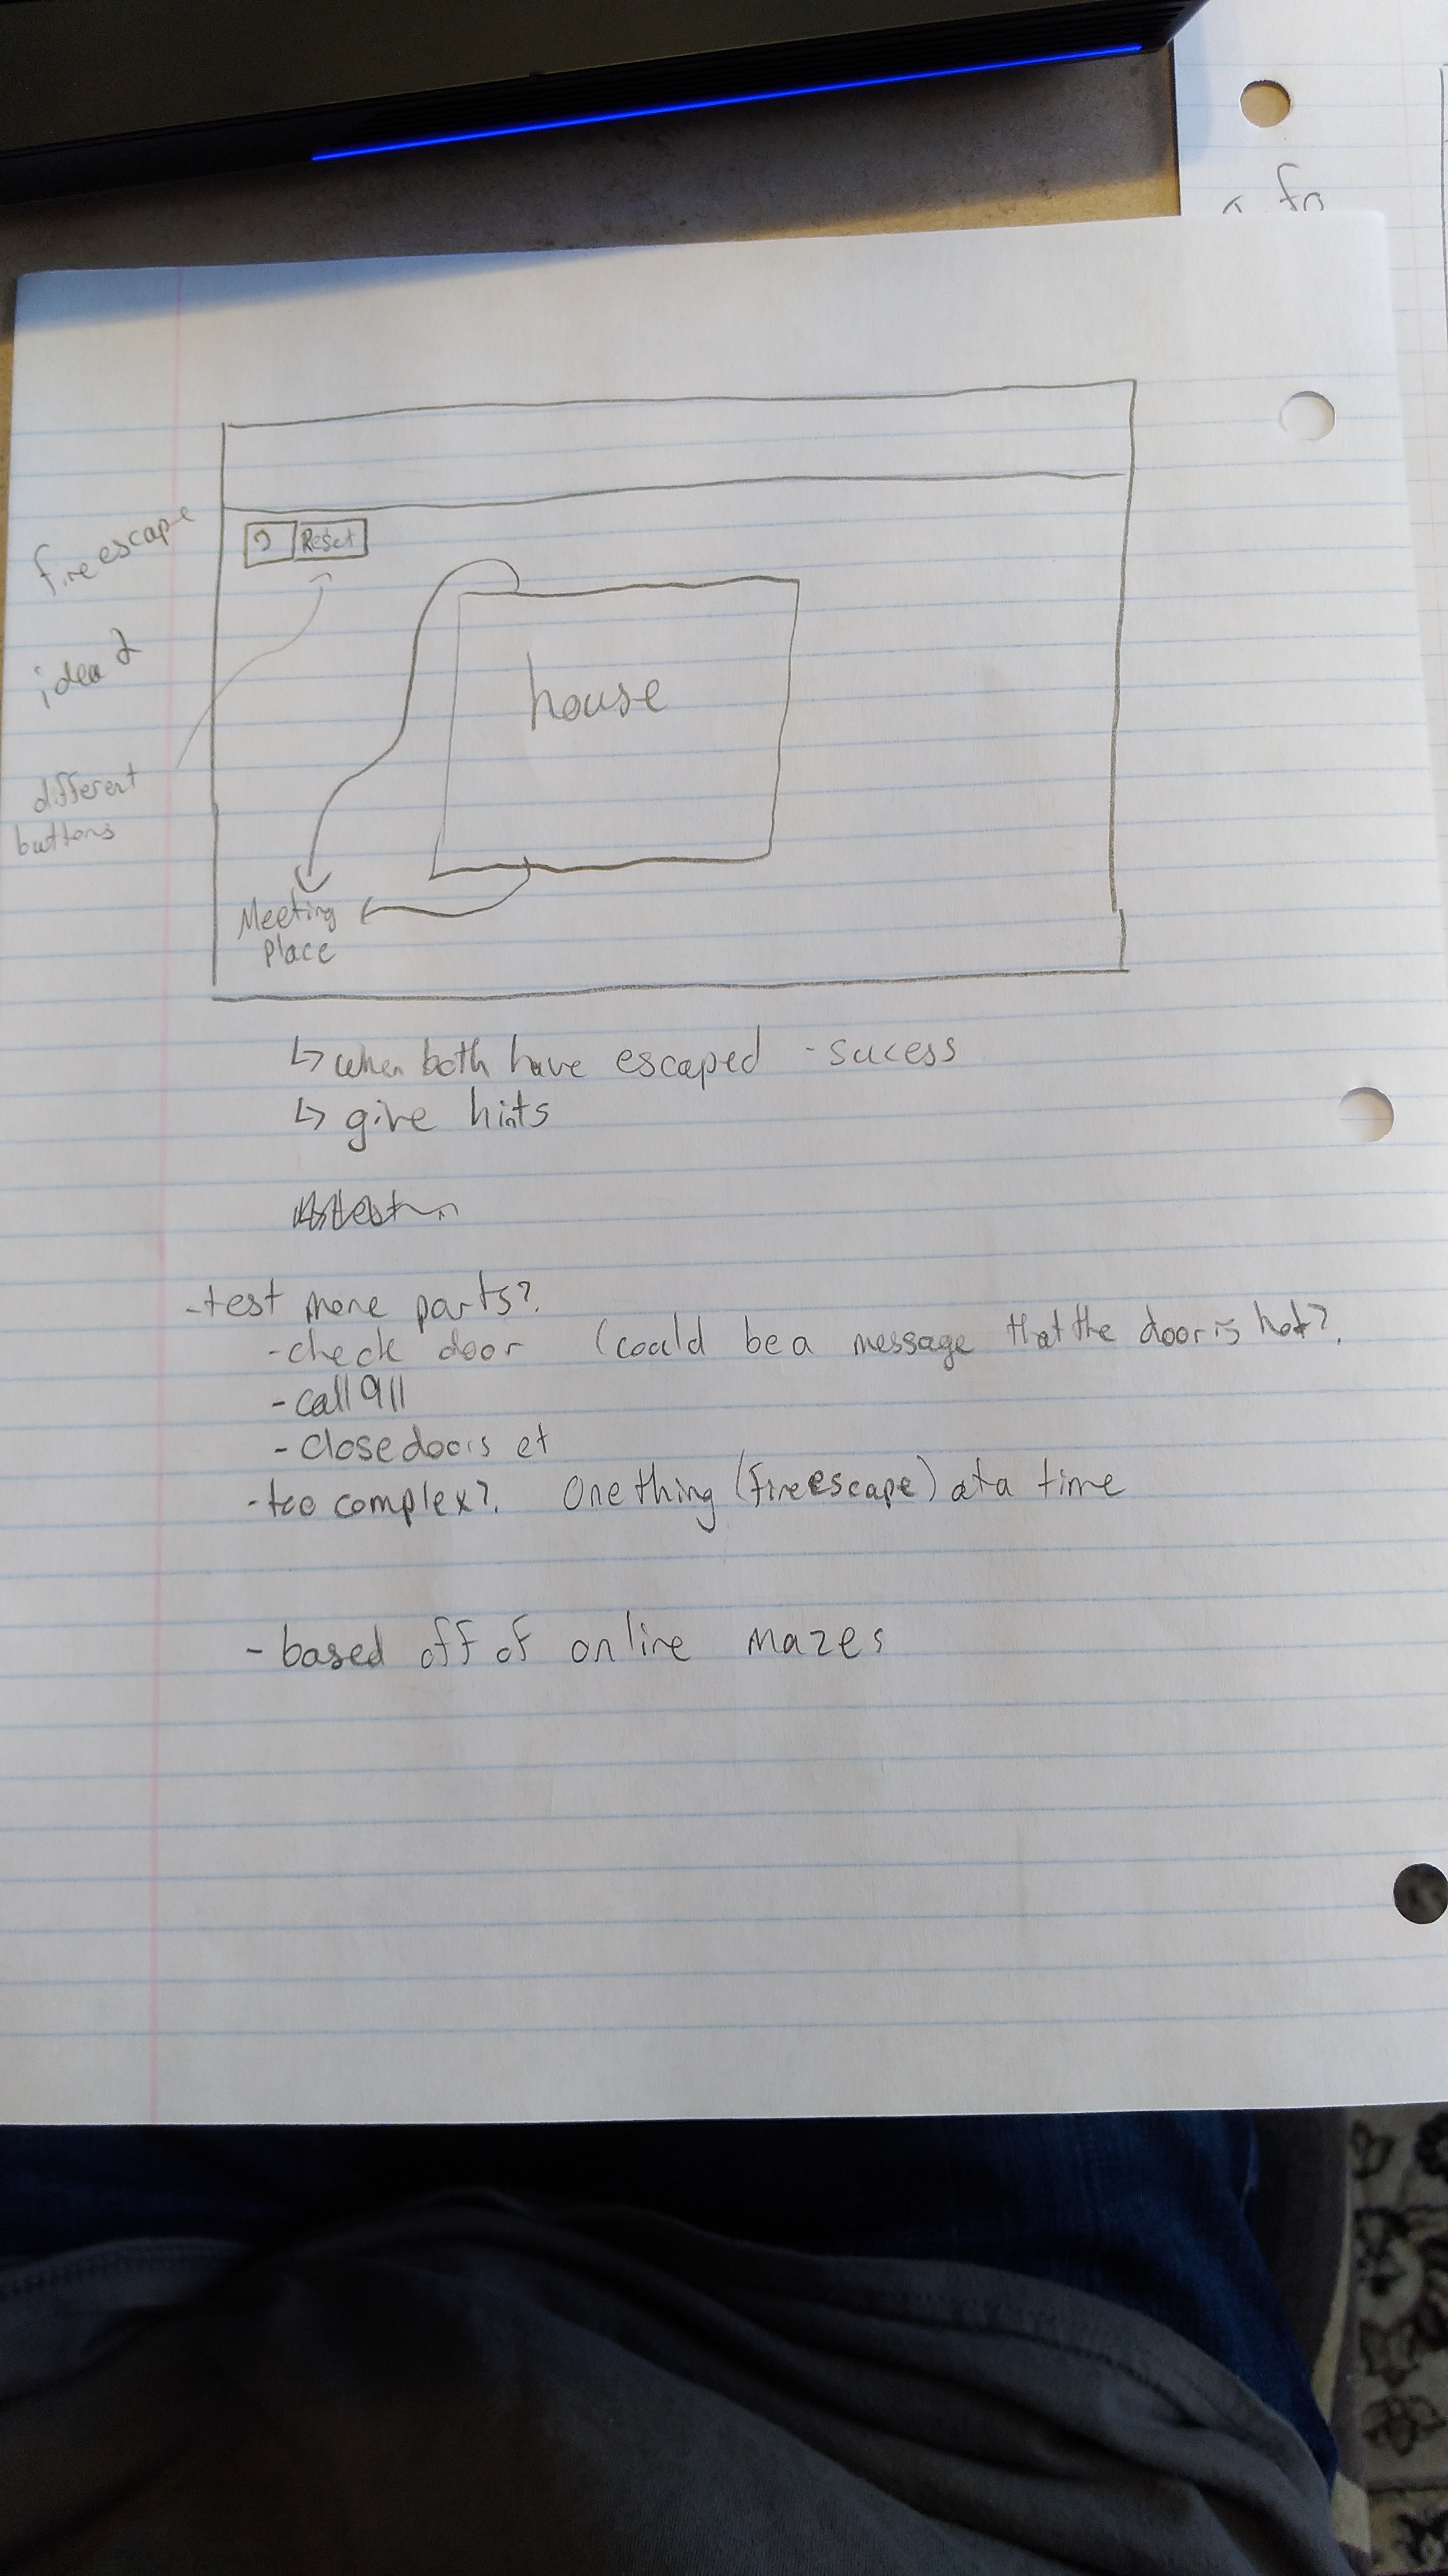 fire escape
idea 2
different
buttons
Reset
house
Meeting
Place
↳ when both have escaped - sucess
↳ give hints
- test more parts?
- check door (could be a message that the door is hot?
- call 911
- close doors et
- too complex? One thing (fire escape) at a time
- based off of online mazes